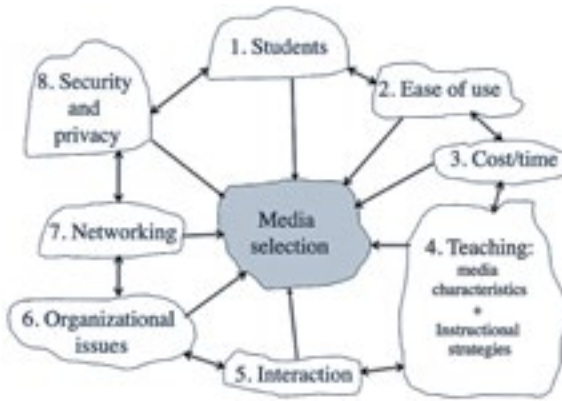 1. Students
2. Ease of use
3. Cost/time
4. Teaching:
media
characteristics
+
Instructional
strategies
5. Interaction
6. Organizational
issues
7. Networking
8. Security
and
privacy
Media
selection